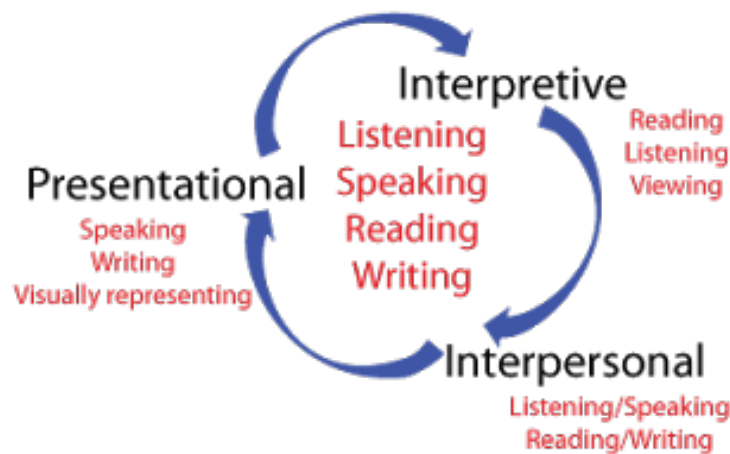 Interpretive
Reading
Listening
Viewing
Listening
Speaking
Reading
Writing
Presentational
Speaking
Writing
Visually representing
Interpersonal
Listening/Speaking
Reading/Writing